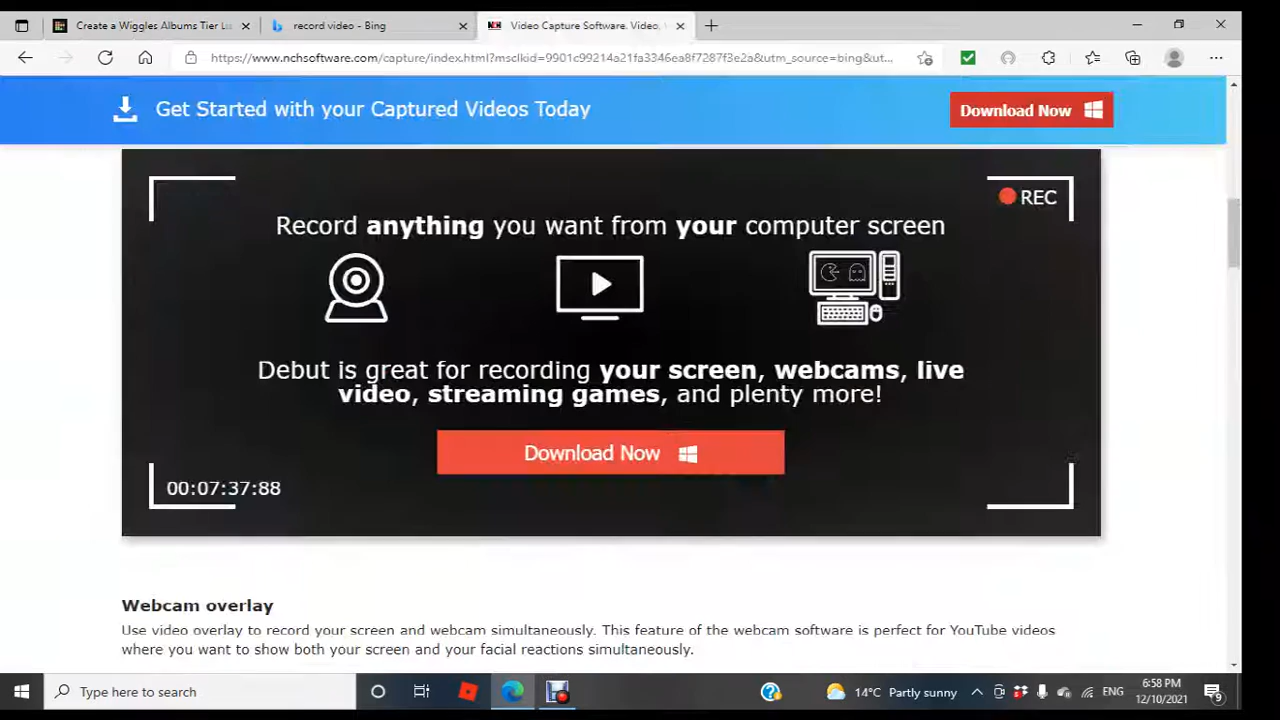 Create a Wiggles Albums Tier Li
record video - Bing
NCH Video Capture Software. Video,
https://www.nchsoftware.com/capture/index.html?msclkid=9901c99214a21fa3346ea8f7287f3e2a&utm_source=bing&ut...
Get Started with your Captured Videos Today
Download Now
REC
Record anything you want from your computer screen
Debut is great for recording your screen, webcams, live
video, streaming games, and plenty more!
Download Now
00:07:37:88
Webcam overlay
Use video overlay to record your screen and webcam simultaneously. This feature of the webcam software is perfect for YouTube videos
where you want to show both your screen and your facial reactions simultaneously.
Type here to search
14°C Partly sunny
ENG
6:58 PM
12/10/2021
9